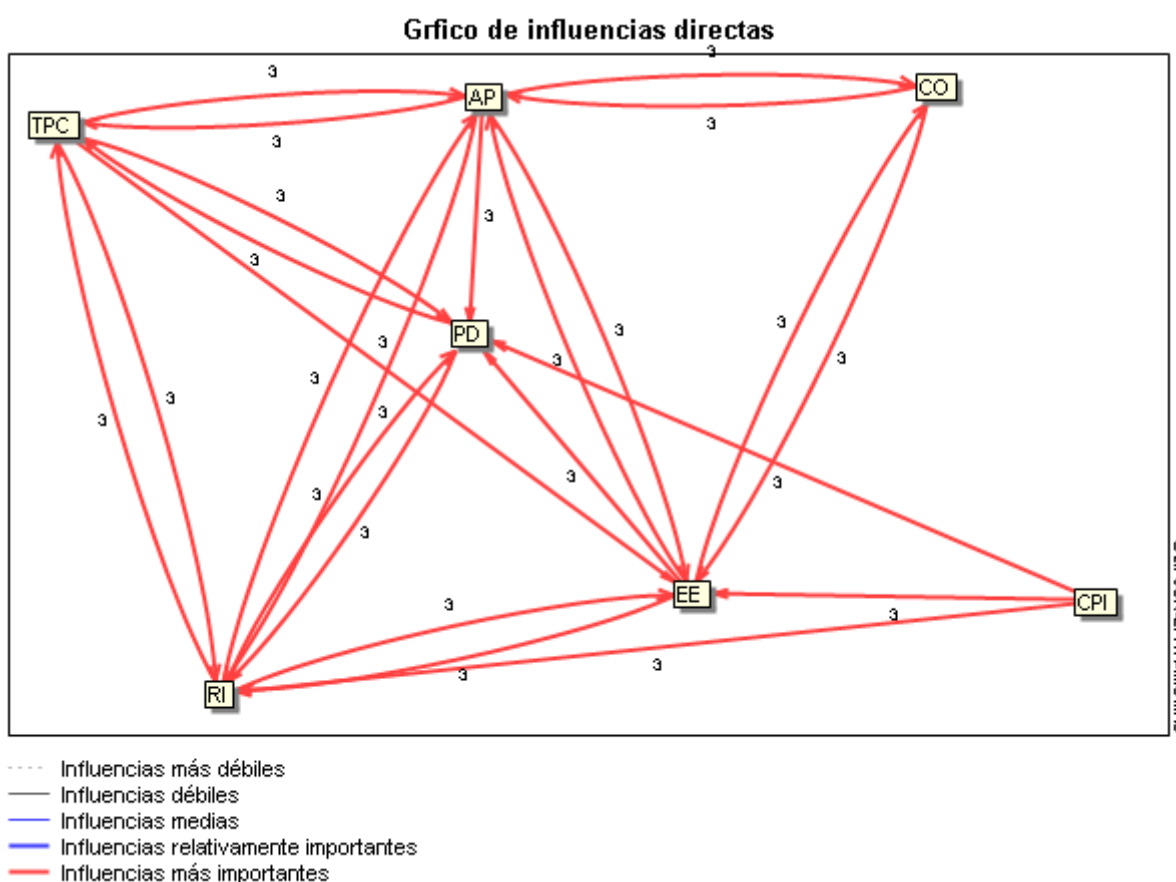 Grfico de influencias directas
3
3
AP
CO
TPC
3
3
3
3
3
3
PD
3
3
3
3
3
3
3
3
3
3
3
3
EE
3
CPI
3
3
3
RI
Influencias más débiles
Influencias débiles
Influencias medias
Influencias relativamente importantes
Influencias más importantes